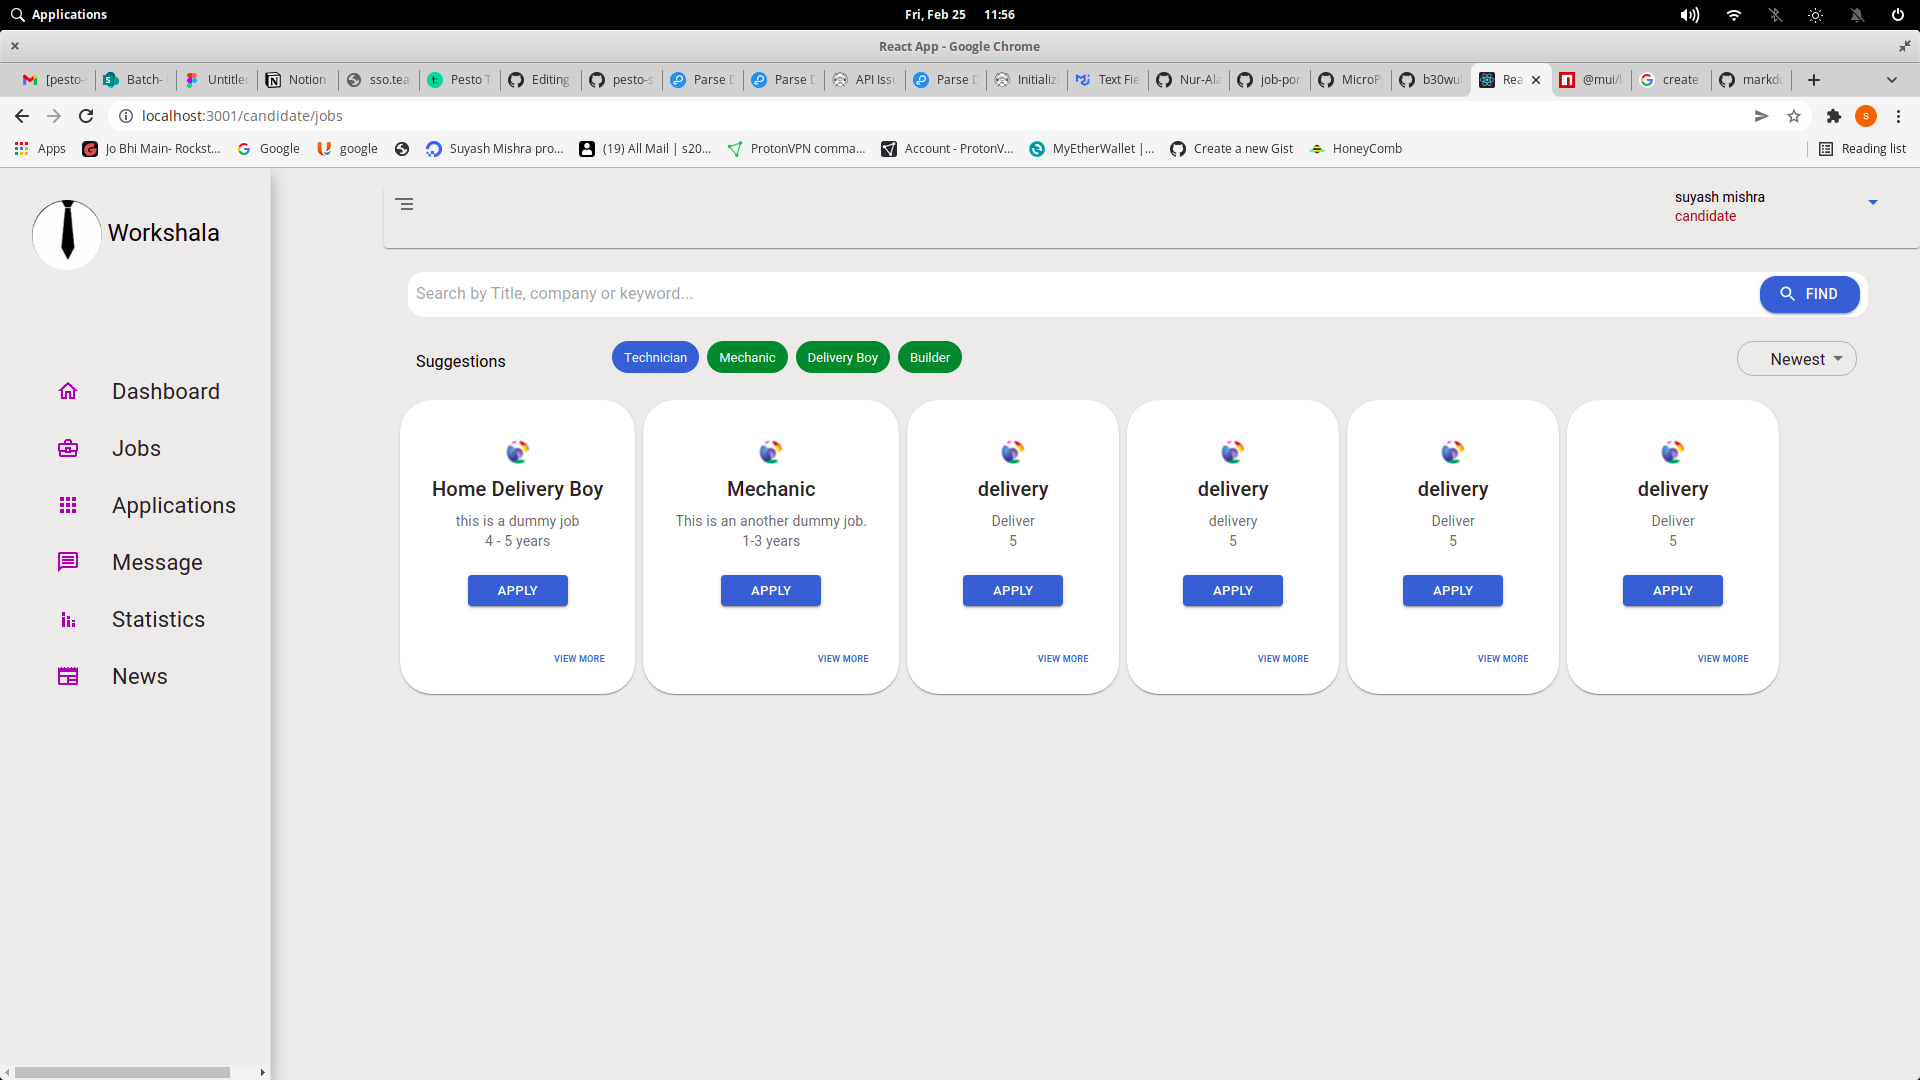 Applications
Fri, Feb 25 11:56
React App - Google Chrome
[pesto- Batch- Untitle Notion sso.tea Pesto T Editing pesto-s Parse D Parse D API Issu Parse D Initializi Text Fie Nur-Ala job-por MicroPy b30wul Rea @mui/ create markdo
localhost:3001/candidate/jobs
Apps Jo Bhi Main- Rockst... Google google Suyash Mishra pro... (19) All Mail | s20... ProtonVPN comma... Account - ProtonV... MyEtherWallet |... Create a new Gist HoneyComb Reading list
Workshala
Dashboard
Jobs
Applications
Message
Statistics
News
suyash mishra
candidate
Search by Title, company or keyword...
FIND
Suggestions
Technician Mechanic Delivery Boy Builder
Newest
Home Delivery Boy
this is a dummy job
4 - 5 years
APPLY
VIEW MORE
Mechanic
This is an another dummy job.
1-3 years
APPLY
VIEW MORE
delivery
Deliver
5
APPLY
VIEW MORE
delivery
delivery
5
APPLY
VIEW MORE
delivery
Deliver
5
APPLY
VIEW MORE
delivery
Deliver
5
APPLY
VIEW MORE